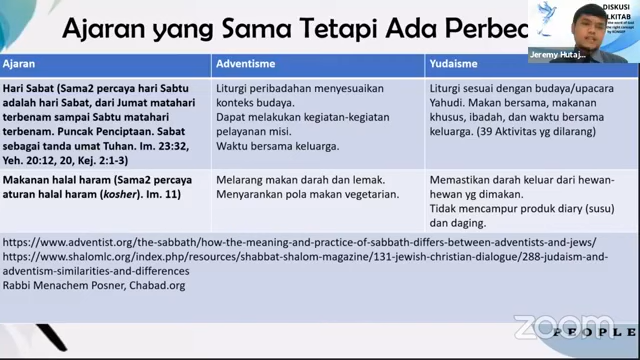 Ajaran yang Sama Tetapi Ada Perbed
DISKUSI
Jeremy Hutaj...
Ajaran
Adventisme
Yudaisme
Hari Sabat (Sama2 percaya hari Sabtu
adalah hari Sabat, dari Jumat matahari
terbenam sampai Sabtu matahari
terbenam. Puncak Penciptaan. Sabat
sebagai tanda umat Tuhan. Im. 23:32,
Yeh. 20:12, 20, Kej. 2:1-3)
Liturgi peribadahan menyesuaikan
konteks budaya.
Dapat melakukan kegiatan-kegiatan
pelayanan misi.
Waktu bersama keluarga.
Liturgi sesuai dengan budaya/upacara
Yahudi. Makan bersama, makanan
khusus, ibadah, dan waktu bersama
keluarga. (39 Aktivitas yg dilarang)
Makanan halal haram (Sama2 percaya
aturan halal haram (kosher). Im. 11)
Melarang makan darah dan lemak.
Menyarankan pola makan vegetarian.
Memastikan darah keluar dari hewan-
hewan yg dimakan.
Tidak mencampur produk diary (susu)
dan daging.
https://www.adventist.org/the-sabbath/how-the-meaning-and-practice-of-sabbath-differs-between-adventists-and-jews/
https://www.shalomlc.org/index.php/resources/shabbat-shalom-magazine/131-jewish-christian-dialogue/288-judaism-and-
adventism-similarities-and-differences
Rabbi Menachem Posner, Chabad.org
zoom
PEOPLE